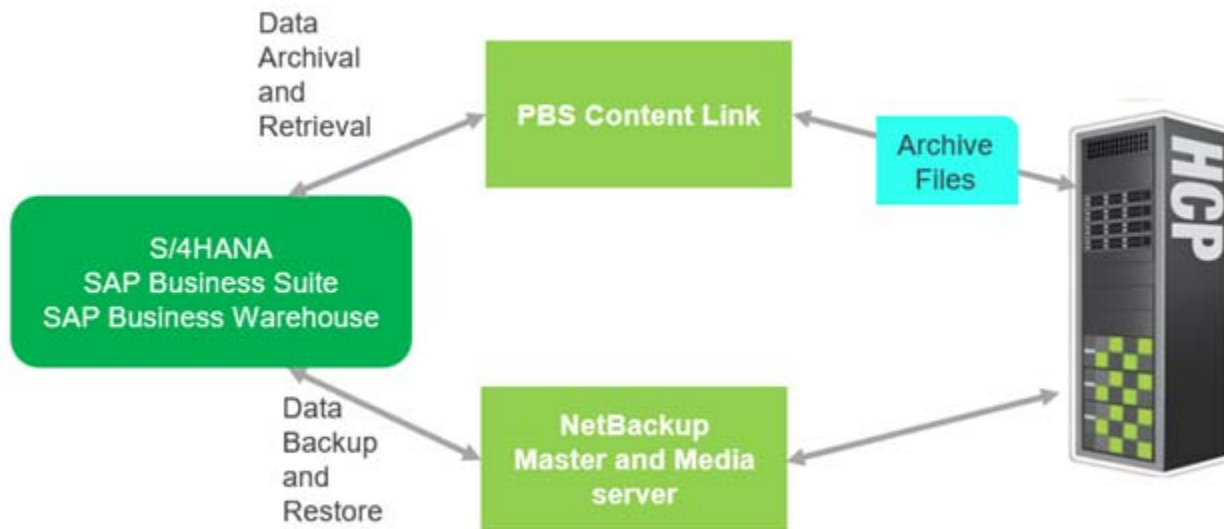 Data
Archival
and
Retrieval
PBS Content Link
Archive
Files
HCP
S/4HANA
SAP Business Suite
SAP Business Warehouse
Data
Backup
and
Restore
NetBackup
Master and Media
server